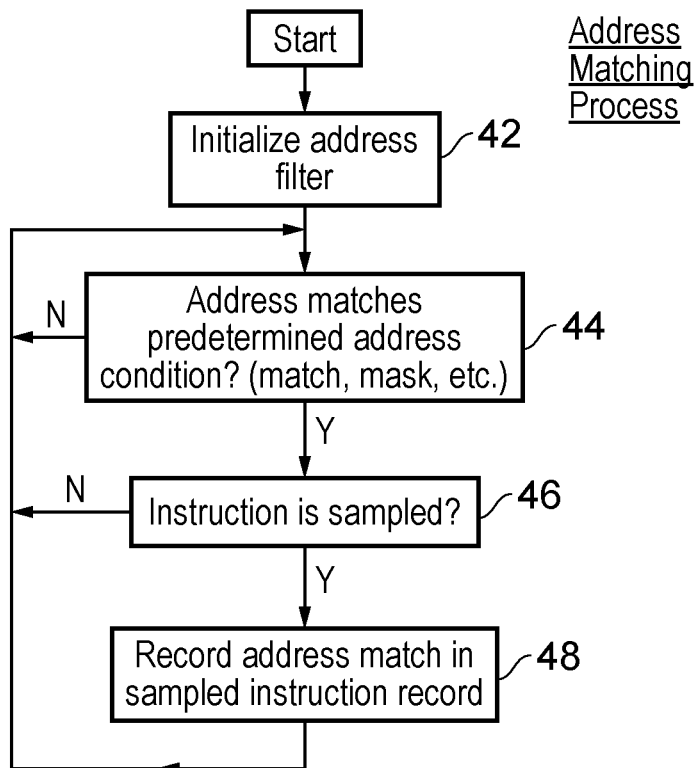 Start
Address
Matching
Process
Initialize address
filter
42
Address matches
predetermined address
condition? (match, mask, etc.)
44
N
Y
Instruction is sampled?
46
N
Y
Record address match in
sampled instruction record
48